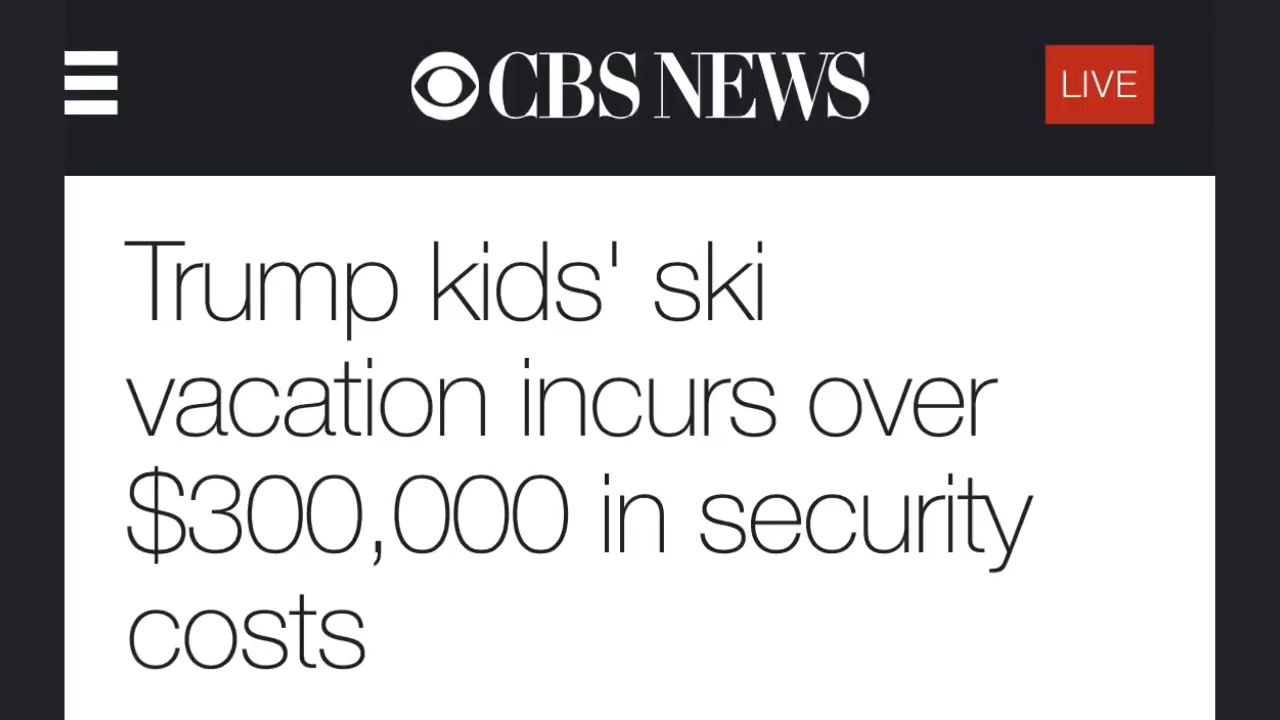 CBS NEWS
LIVE
Trump kids' ski
vacation incurs over
$300,000 in security
costs